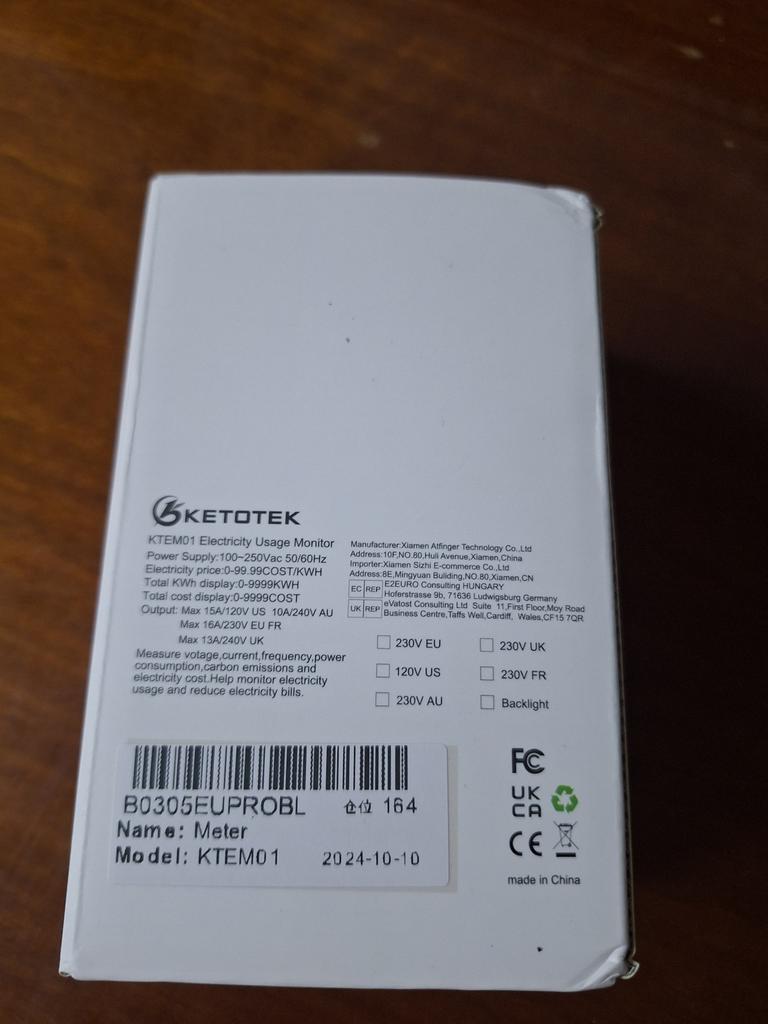 KETOTEK
KTEM01 Electricity Usage Monitor
Power Supply:100~250Vac 50/60Hz
Electricity price:0-99.99COST/KWH
Total KWh display:0-9999KWH
Total cost display:0-9999COST
Output: Max 15A/120V US 10A/240V AU
Max 16A/230V EU FR
Max 13A/240V UK
Measure votage,current,frequency,power
consumption,carbon emissions and
electricity cost.Help monitor electricity
usage and reduce electricity bills.
Manufacturer:Xiamen Atfinger Technology Co.,Ltd
Address:10F,NO.80,Huli Avenue,Xiamen,China
Importer:Xiamen Sizhi E-commerce Co.,Ltd
Address:8E,Mingyuan Buliding,NO.80,Xiamen,CN
EC REP E2EURO Consulting HUNGARY
Hoferstrasse 9b, 71636 Ludwigsburg Germany
UK REP eVatost Consulting Ltd Suite 11,First Floor,Moy Road
Business Centre,Taffs Well,Cardiff, Wales,CF15 7QR
230V EU 230V UK
120V US 230V FR
230V AU Backlight
B0305EUPROBL 仓位 164
Name: Meter
Model: KTEM01 2024-10-10
FC
UK
CA
CE
made in China